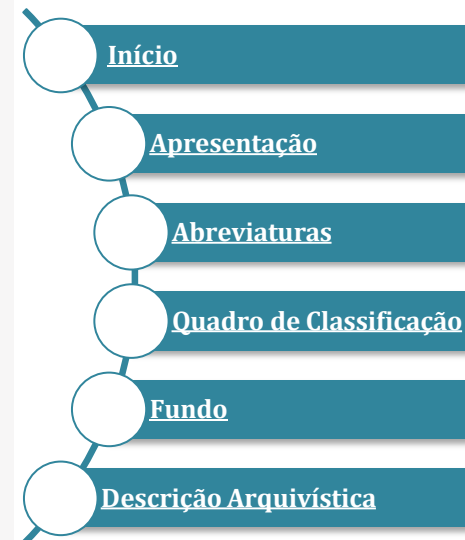 Início
Apresentação
Abreviaturas
Quadro de Classificação
Fundo
Descrição Arquivística